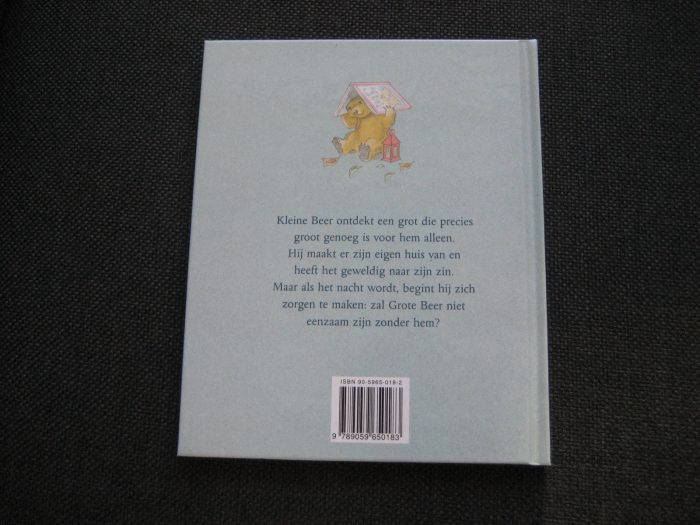 Kleine Beer ontdekt een grot die precies
groot genoeg is voor hem alleen.
Hij maakt er zijn eigen huis van en
heeft het geweldig naar zijn zin.
Maar als het nacht wordt, begint hij zich
zorgen te maken: zal Grote Beer niet
eenzaam zijn zonder hem?
ISBN 90-5965-018-2
9 789059 650183